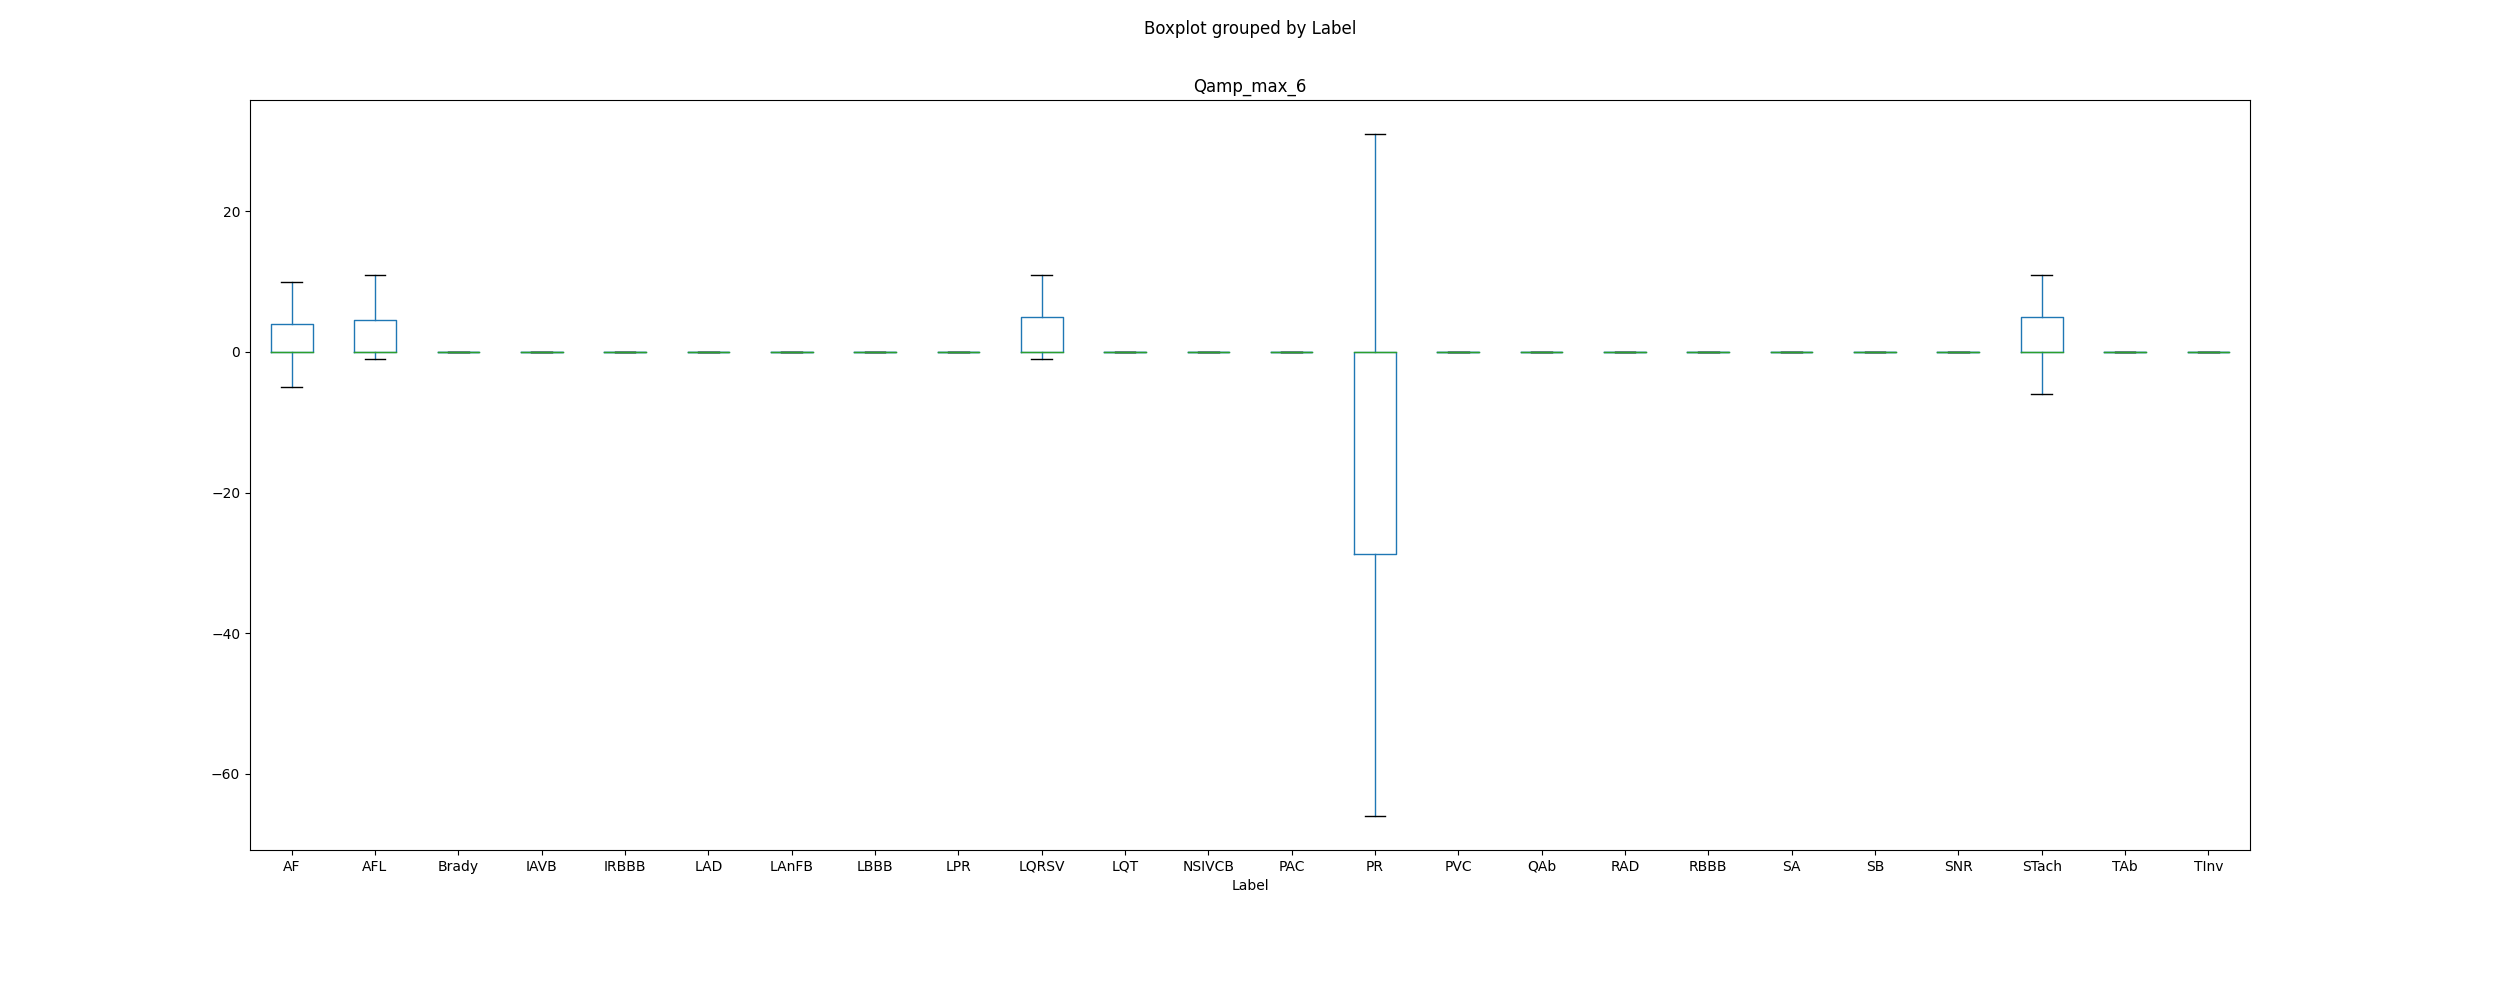 Boxplot grouped by Label
Qamp_max_6
20
0
−20
−40
−60
AF AFL Brady IAVB IRBBB LAD LAnFB LBBB LPR LQRSV LQT NSIVCB PAC PR PVC QAb RAD RBBB SA SB SNR STach TAb TInv
Label